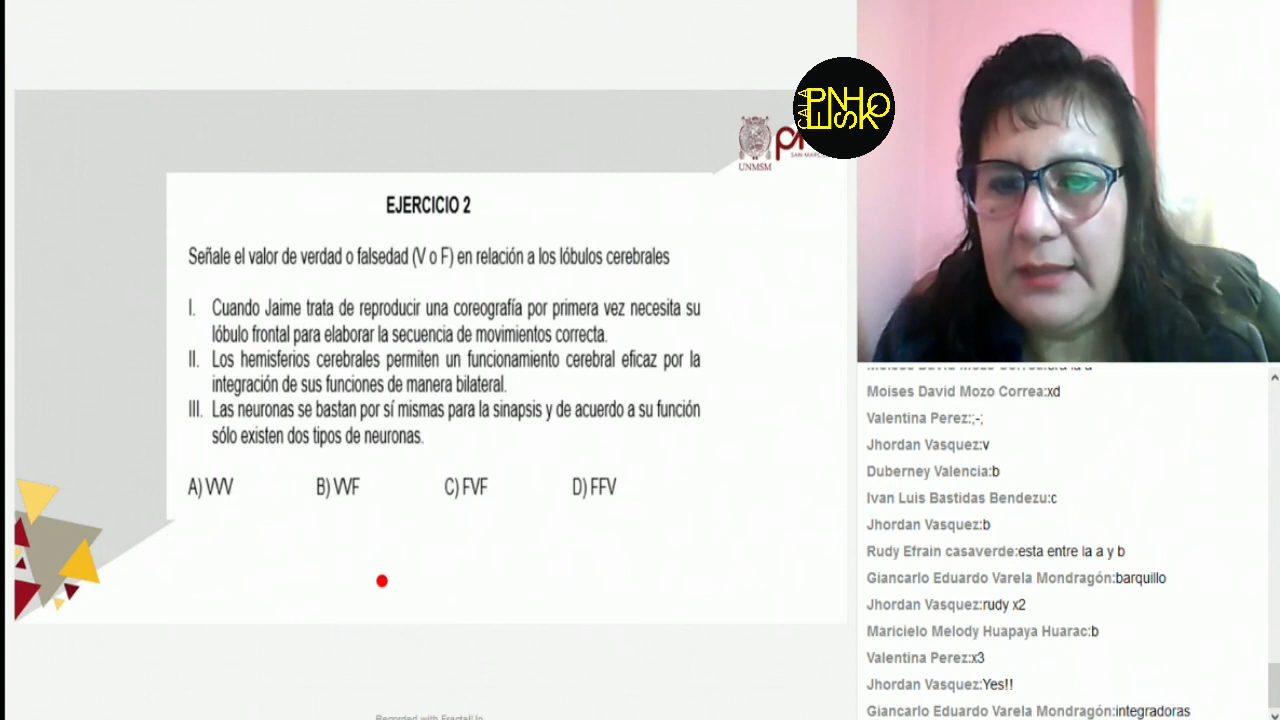 CALA
PNHO
ESK
UNMSM
SAN MARCOS
EJERCICIO 2
Señale el valor de verdad o falsedad (V o F) en relación a los lóbulos cerebrales
I. Cuando Jaime trata de reproducir una coreografía por primera vez necesita su
lóbulo frontal para elaborar la secuencia de movimientos correcta.
II. Los hemisferios cerebrales permiten un funcionamiento cerebral eficaz por la
integración de sus funciones de manera bilateral.
III. Las neuronas se bastan por sí mismas para la sinapsis y de acuerdo a su función
sólo existen dos tipos de neuronas.
A) VVV B) VVF C) FVF D) FFV
Moises David Mozo Correa:xd
Valentina Perez:;-;
Jhordan Vasquez:v
Duberney Valencia:b
Ivan Luis Bastidas Bendezu:c
Jhordan Vasquez:b
Rudy Efrain casaverde:esta entre la a y b
Giancarlo Eduardo Varela Mondragón:barquillo
Jhordan Vasquez:rudy x2
Maricielo Melody Huapaya Huarac:b
Valentina Perez:x3
Jhordan Vasquez:Yes!!
Giancarlo Eduardo Varela Mondragón:integradoras